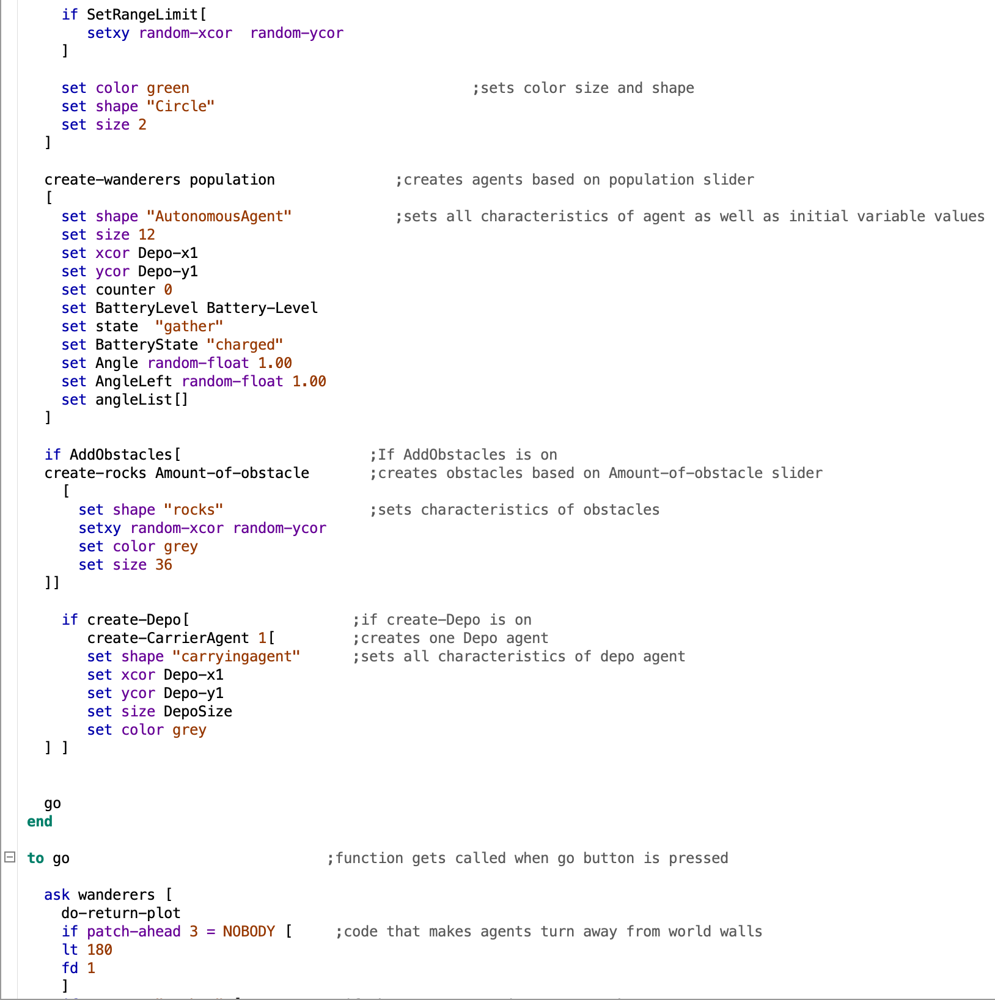 if SetRangeLimit[
setxy random-xcor  random-ycor
]
set color green                                 ;sets color size and shape
set shape "Circle"
set size 2
]
create-wanderers population              ;creates agents based on population slider
[
set shape "AutonomousAgent"            ;sets all characteristics of agent as well as initial variable values
set size 12
set xcor Depo-x1
set ycor Depo-y1
set counter 0
set BatteryLevel Battery-Level
set state  "gather"
set BatteryState "charged"
set Angle random-float 1.00
set AngleLeft random-float 1.00
set angleList[]
]
if AddObstacles[                      ;If AddObstacles is on
create-rocks Amount-of-obstacle       ;creates obstacles based on Amount-of-obstacle slider
[
set shape "rocks"                 ;sets characteristics of obstacles
setxy random-xcor random-ycor
set color grey
set size 36
]]
if create-Depo[                   ;if create-Depo is on
create-CarrierAgent 1[         ;creates one Depo agent
set shape "carryingagent"      ;sets all characteristics of depo agent
set xcor Depo-x1
set ycor Depo-y1
set size DepoSize
set color grey
] ]
go
end
to go                              ;function gets called when go button is pressed
ask wanderers [
do-return-plot
if patch-ahead 3 = NOBODY [     ;code that makes agents turn away from world walls
lt 180
fd 1
]